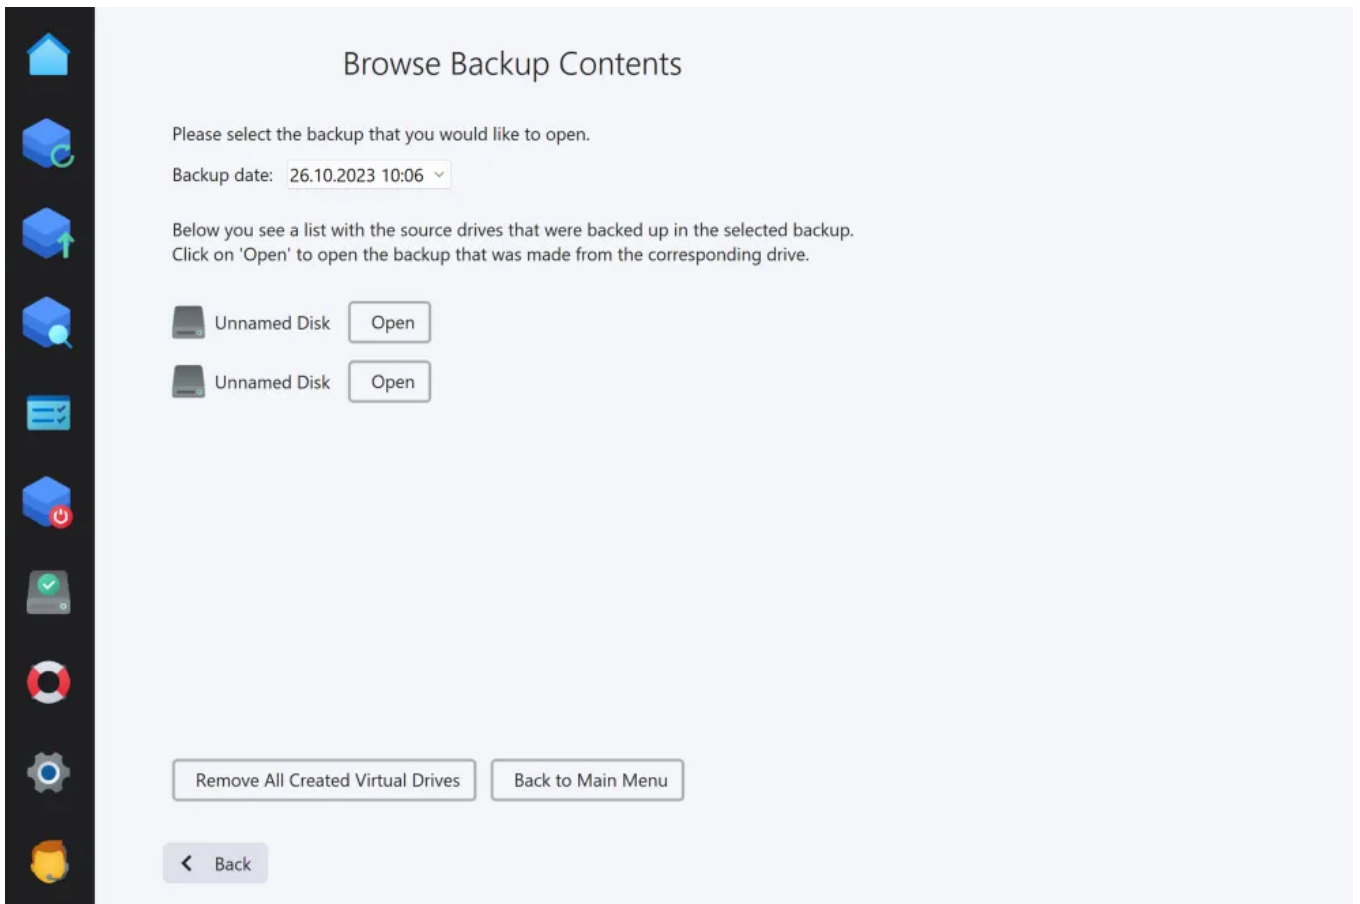 Browse Backup Contents
Please select the backup that you would like to open.
Backup date: 26.10.2023 10:06
Below you see a list with the source drives that were backed up in the selected backup.
Click on 'Open' to open the backup that was made from the corresponding drive.
Unnamed Disk Open
Unnamed Disk Open
Remove All Created Virtual Drives Back to Main Menu
Back